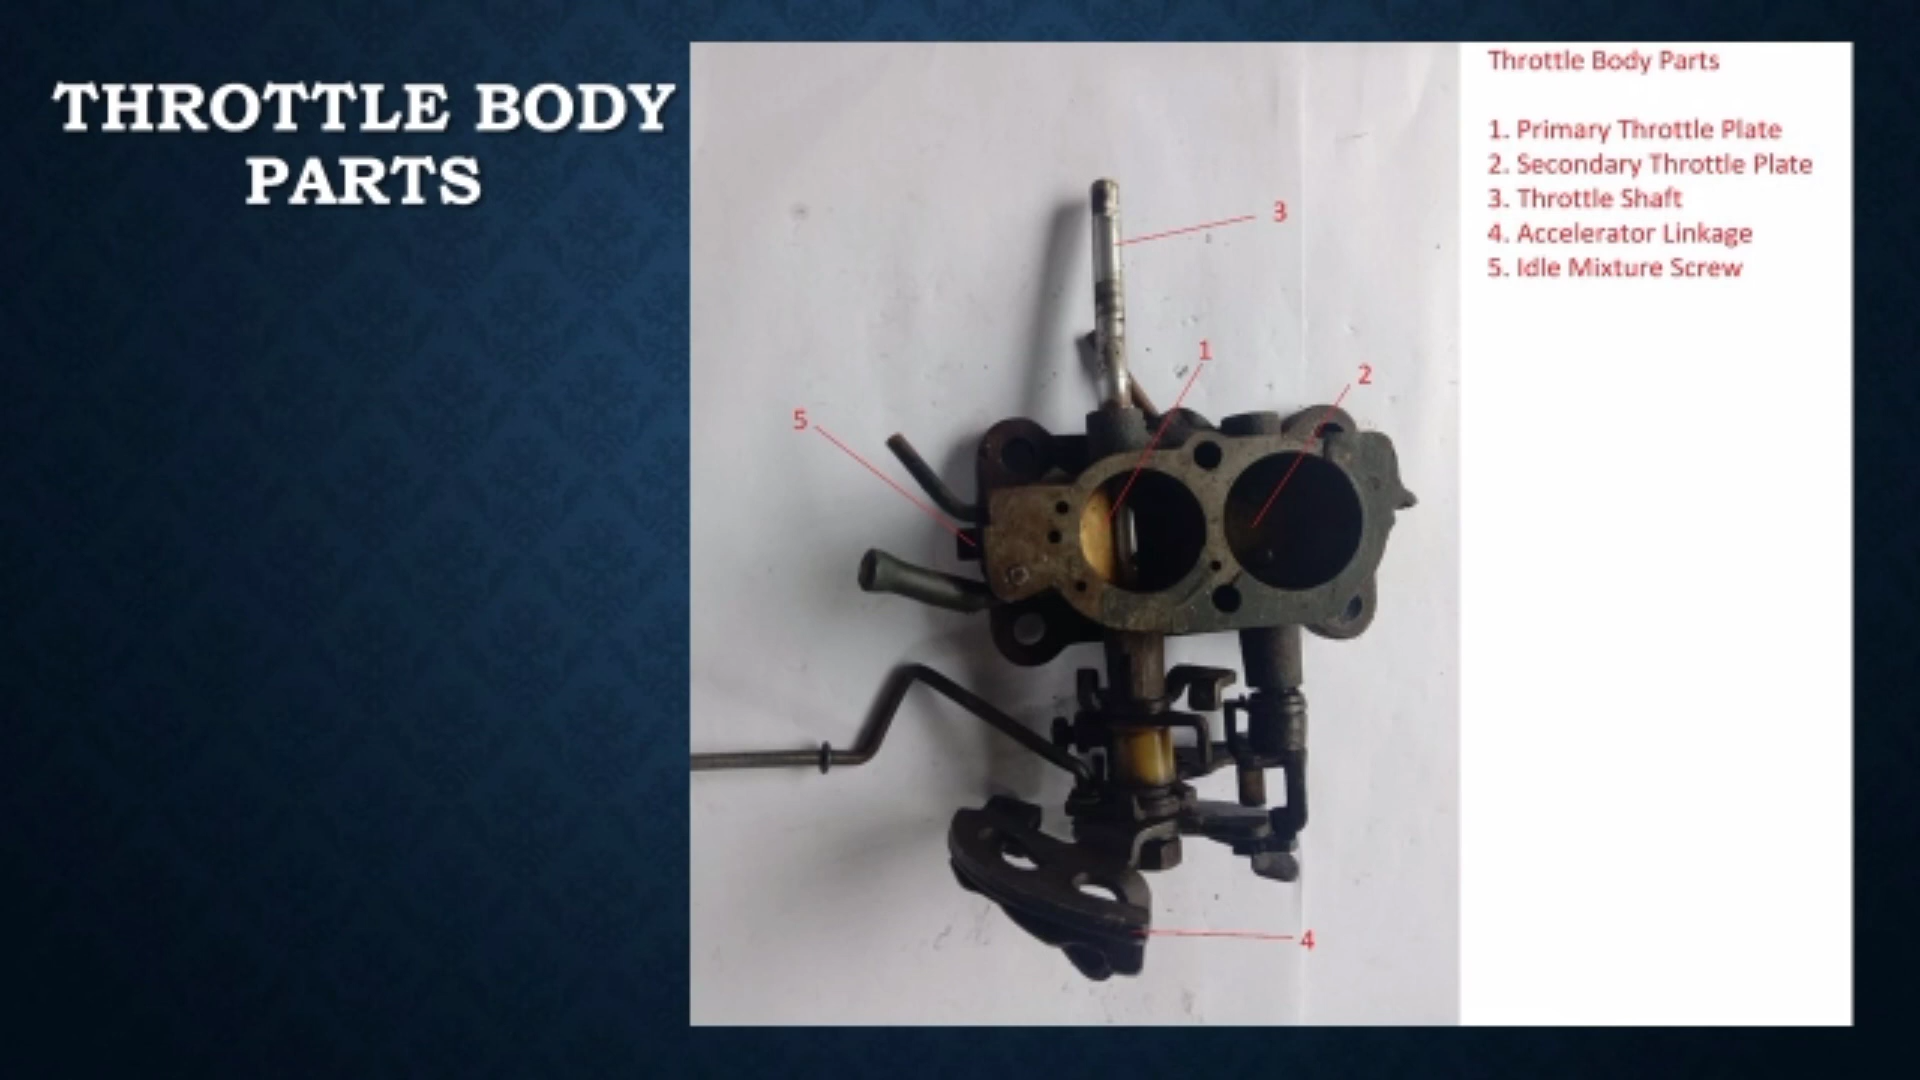 THROTTLE BODY
PARTS
Throttle Body Parts
1. Primary Throttle Plate
2. Secondary Throttle Plate
3. Throttle Shaft
4. Accelerator Linkage
5. Idle Mixture Screw
3
1
2
5
4